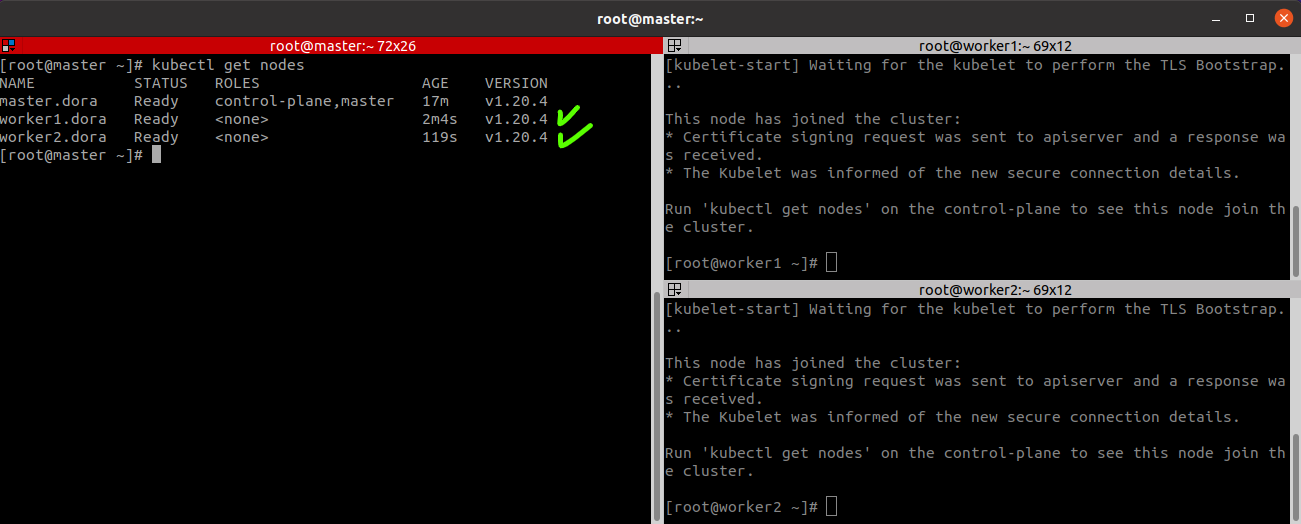 root@master:~
root@master:~ 72x26
[root@master ~]# kubectl get nodes
NAME STATUS ROLES AGE VERSION
master.dora Ready control-plane,master 17m v1.20.4
worker1.dora Ready <none> 2m4s v1.20.4
worker2.dora Ready <none> 119s v1.20.4
[root@master ~]#
root@worker1:~ 69x12
[kubelet-start] Waiting for the kubelet to perform the TLS Bootstrap.
..
This node has joined the cluster:
* Certificate signing request was sent to apiserver and a response wa
s received.
* The Kubelet was informed of the new secure connection details.
Run 'kubectl get nodes' on the control-plane to see this node join th
e cluster.
[root@worker1 ~]#
root@worker2:~ 69x12
[kubelet-start] Waiting for the kubelet to perform the TLS Bootstrap.
..
This node has joined the cluster:
* Certificate signing request was sent to apiserver and a response wa
s received.
* The Kubelet was informed of the new secure connection details.
Run 'kubectl get nodes' on the control-plane to see this node join th
e cluster.
[root@worker2 ~]#